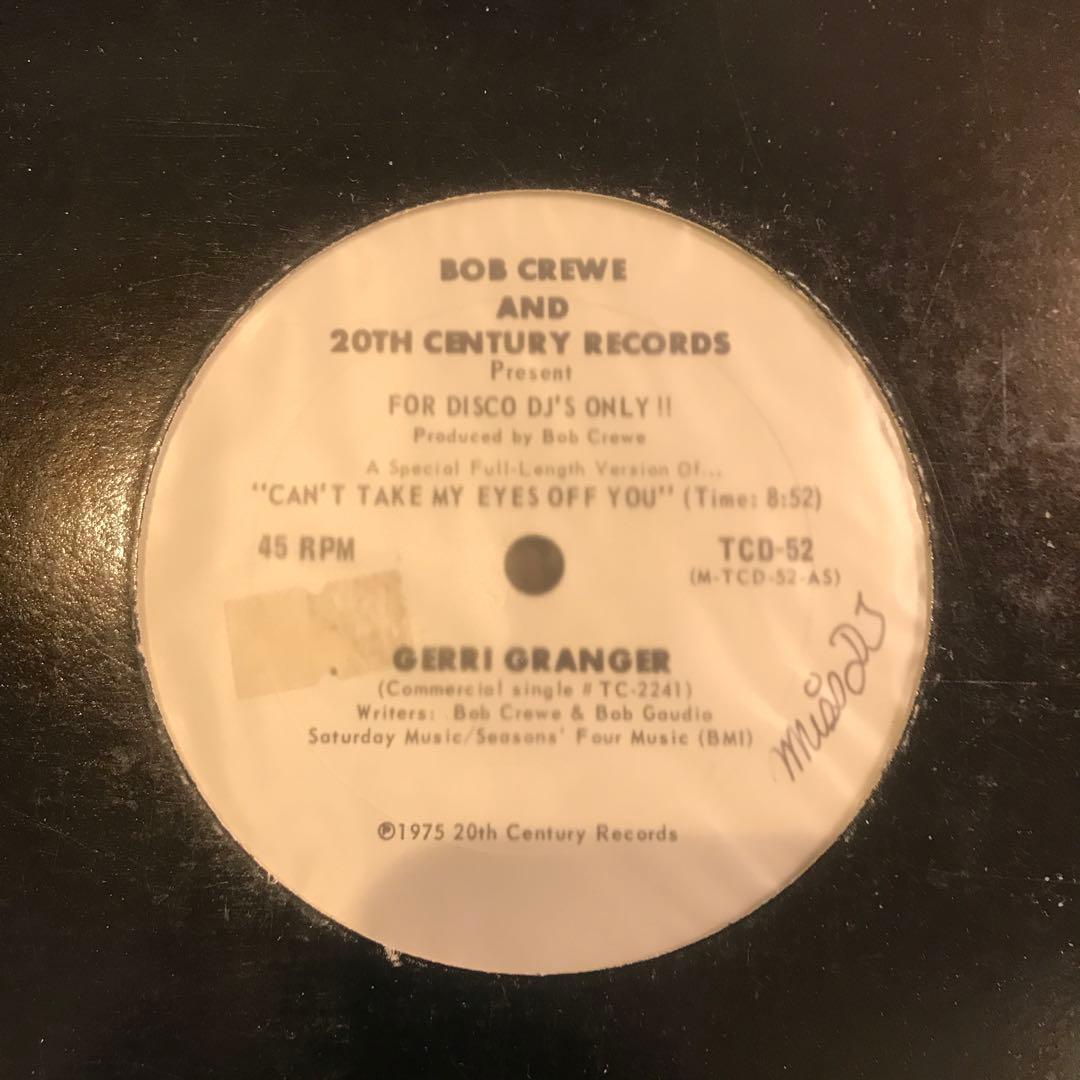 BOB CREWE
AND
20TH CENTURY RECORDS
Present
FOR DISCO DJ'S ONLY !!
Produced by Bob Crewe
A Special Full-Length Version Of...
"CAN'T TAKE MY EYES OFF YOU" (Time: 8:52)
45 RPM
TCD-52
(M-TCD-52-AS)
GERRI GRANGER
(Commercial single # TC-2241)
Writers: Bob Crewe & Bob Gaudio
Saturday Music/Seasons' Four Music (BMI)
℗1975 20th Century Records